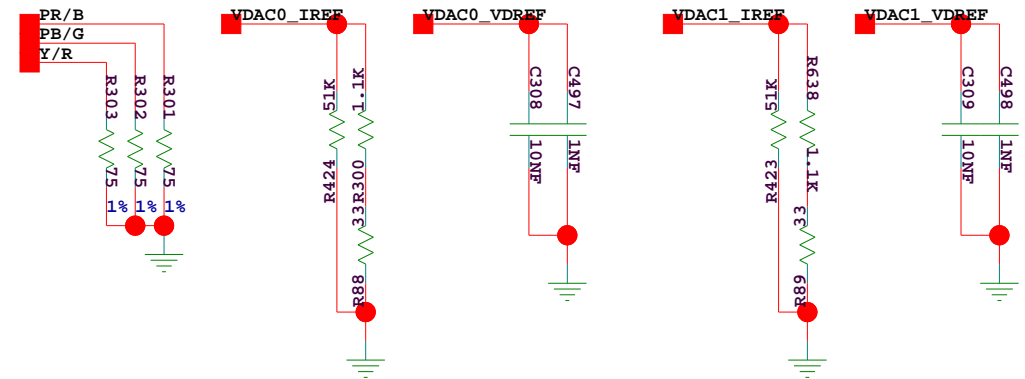 PR/B
PB/G
Y/R
R303
R302
R301
75
75
75
1%
1%
1%
VDAC0_IREF
51K
1.1K
R424
R300
33
R88
VDAC0_VDREF
C308
C497
10NF
1NF
VDAC1_IREF
51K
R638
R423
1.1K
33
R89
VDAC1_VDREF
C309
C498
10NF
1NF